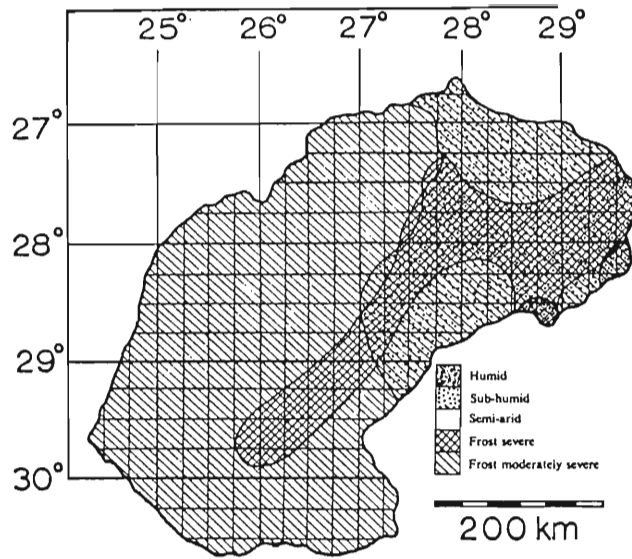 25° 26° 27° 28° 29°
27°
28°
29°
30°
Humid
Sub-humid
Semi-arid
Frost severe
Frost moderately severe
200 km